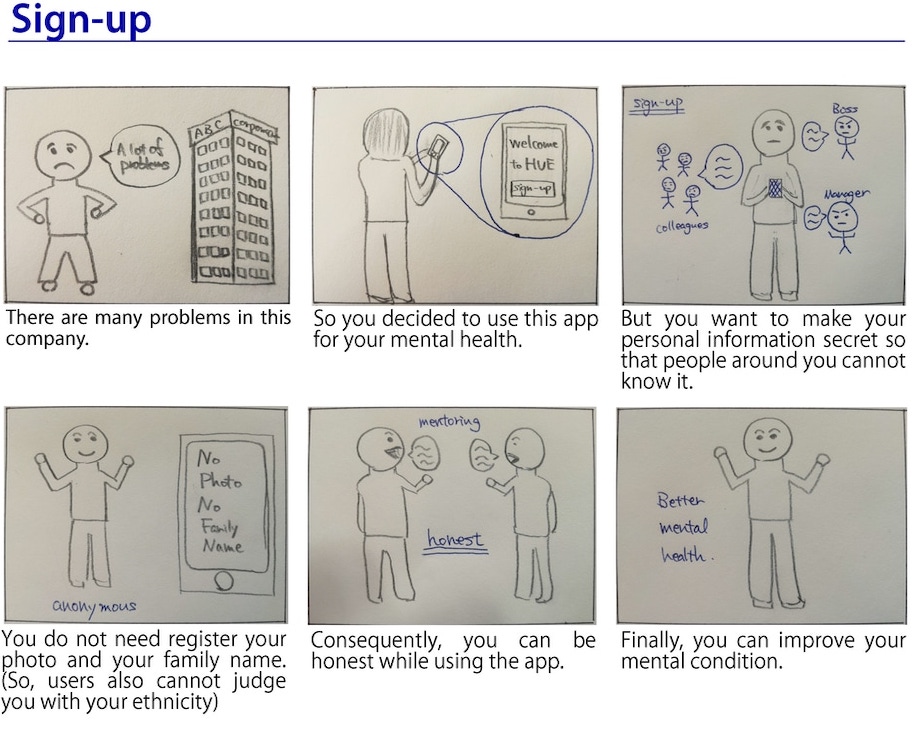 Sign-up
A lot of
problems
ABC corporat
There are many problems in this
company.
welcome
to HUE
sign-up
So you decided to use this app
for your mental health.
sign-up
Boss
Manager
colleagues
But you want to make your
personal information secret so
that people around you cannot
know it.
No
Photo
No
Family
Name
anonymous
You do not need register your
photo and your family name.
(So, users also cannot judge
you with your ethnicity)
mentoring
honest
Consequently, you can be
honest while using the app.
Better
mental
health.
Finally, you can improve your
mental condition.